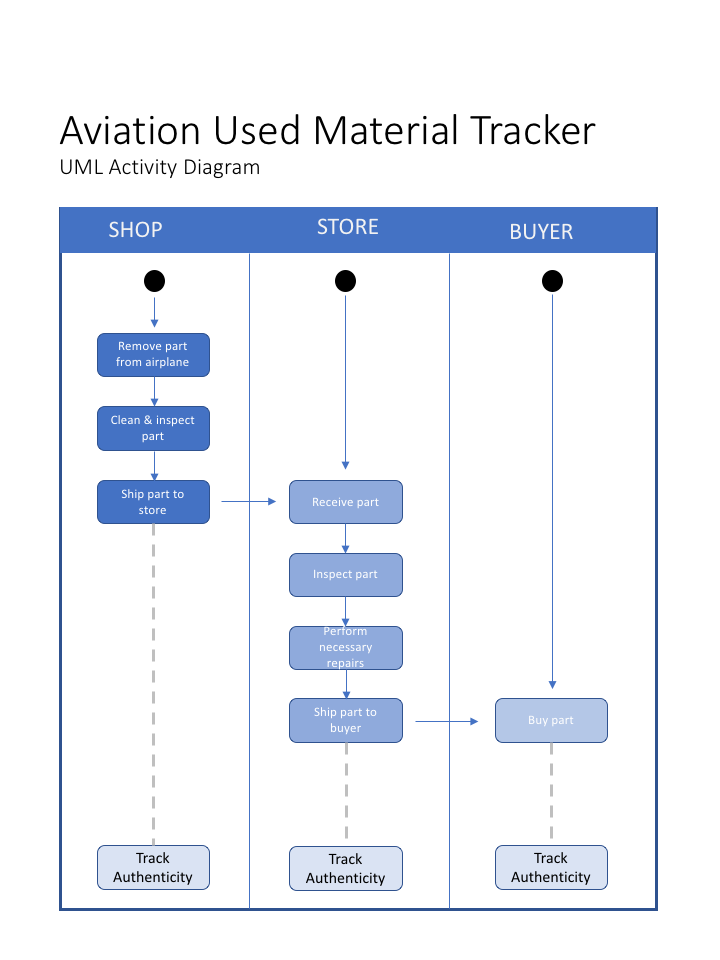 Aviation Used Material Tracker
UML Activity Diagram
SHOP
STORE
BUYER
Remove part
from airplane
Clean & inspect
part
Ship part to
store
Receive part
Inspect part
Perform
necessary
repairs
Ship part to
buyer
Buy part
Track
Authenticity
Track
Authenticity
Track
Authenticity